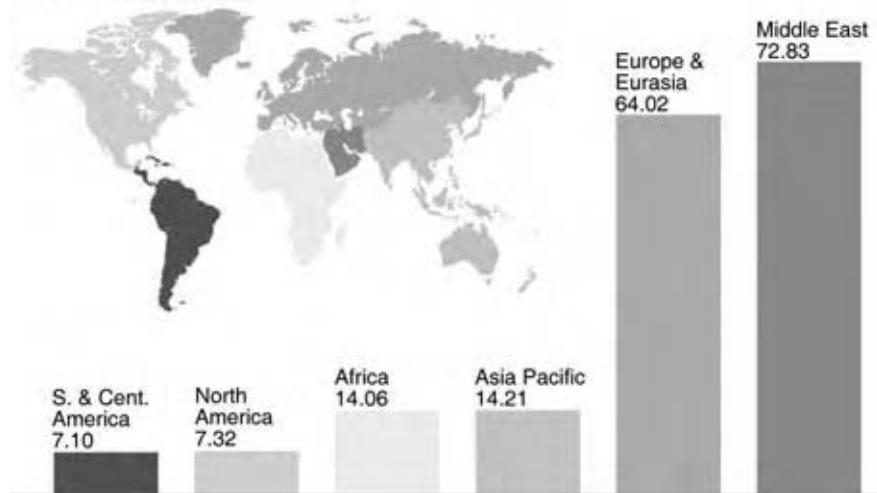 S. & Cent.
America
7.10
North
America
7.32
Africa
14.06
Asia Pacific
14.21
Europe &
Eurasia
64.02
Middle East
72.83